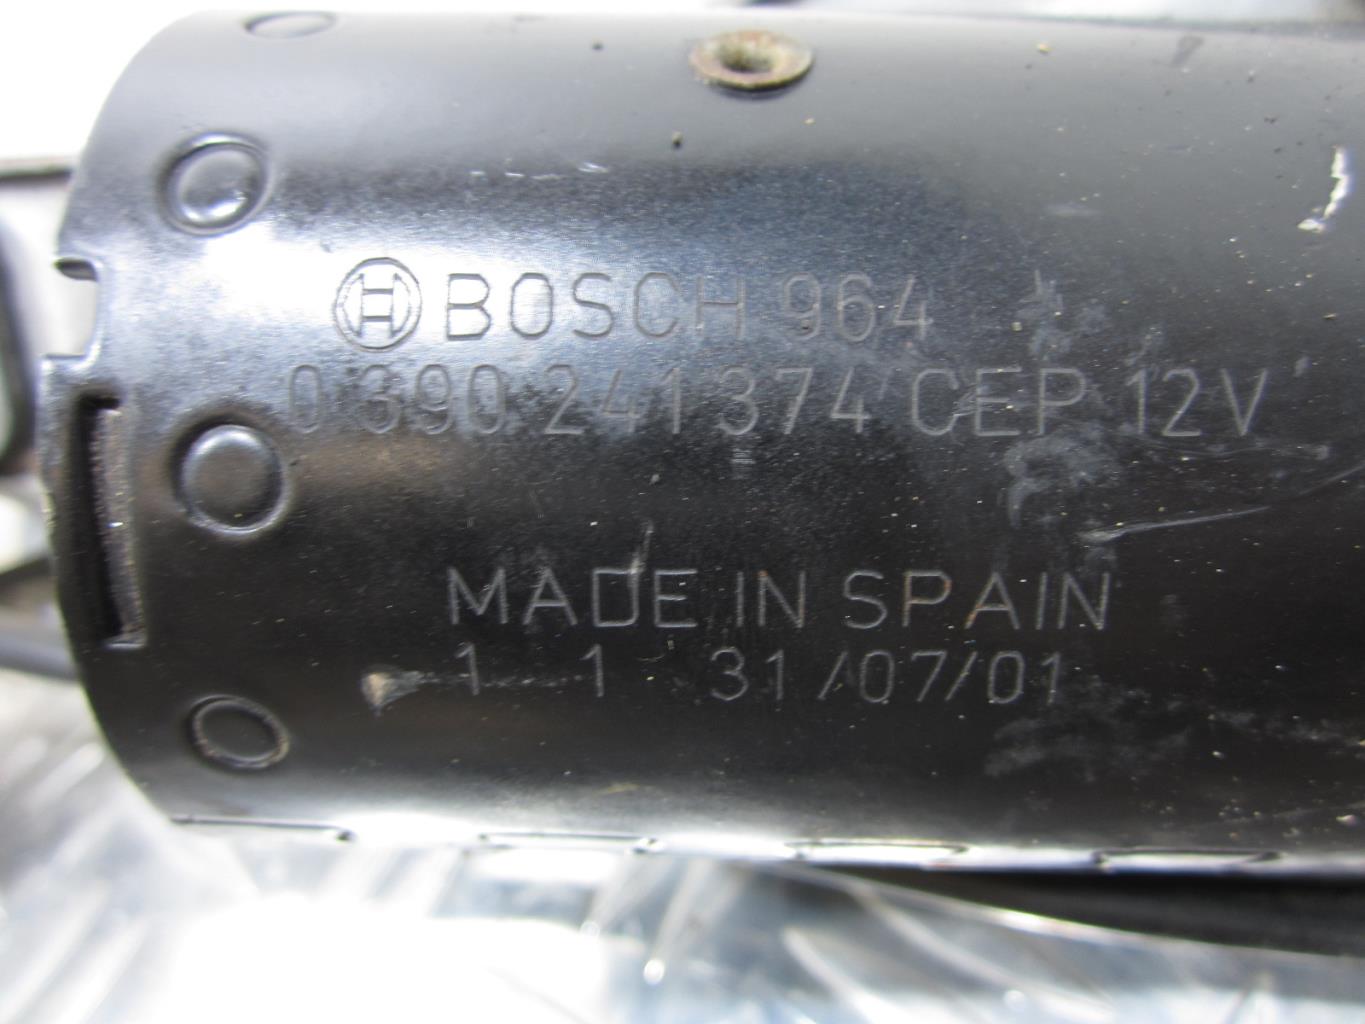 BOSCH 964
0 390 241 374 CEP 12V
MADE IN SPAIN
1 1 31/07/01